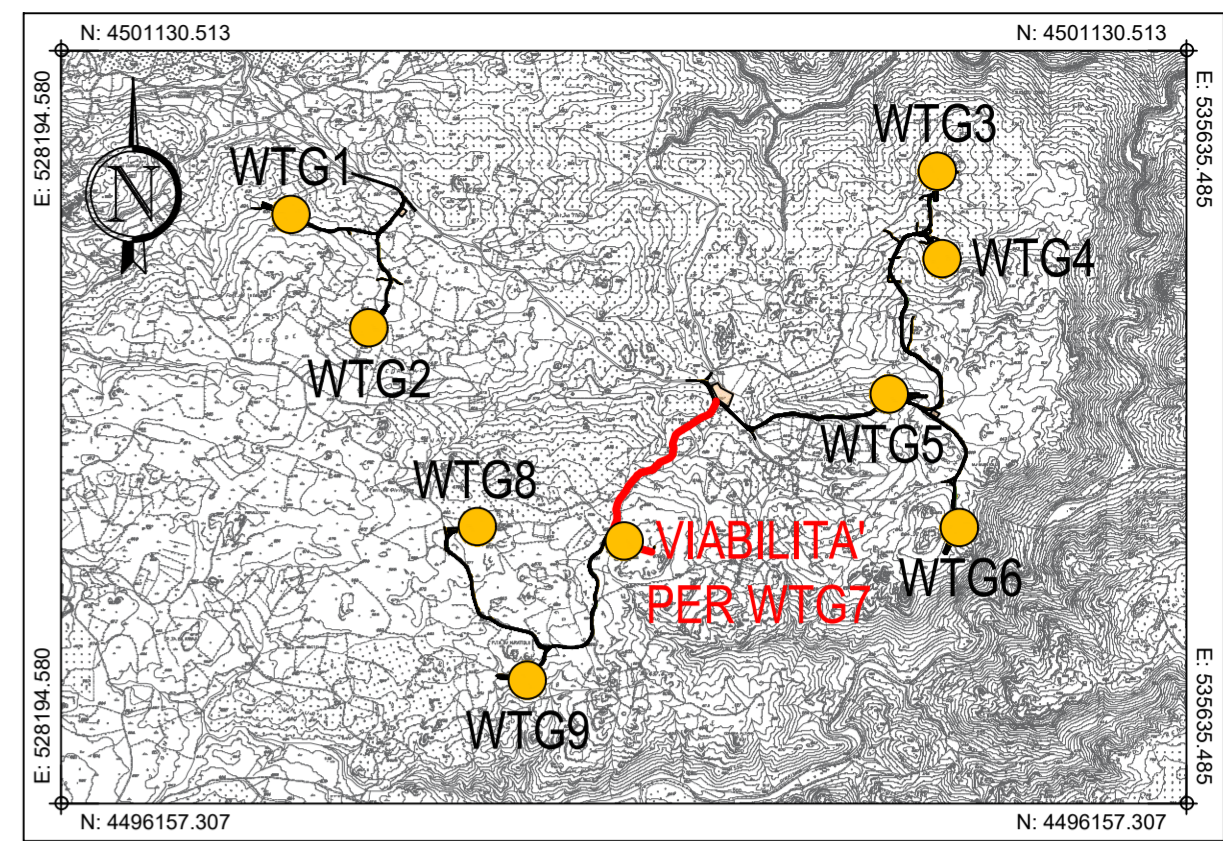 N: 4501130.513
N: 4501130.513
E: 528194.580
E: 535635.485
N
WTG1
WTG3
WTG4
WTG2
WTG5
WTG8
VIABILITA'
PER WTG7
WTG6
WTG9
E: 528194.580
E: 535635.485
N: 4496157.307
N: 4496157.307